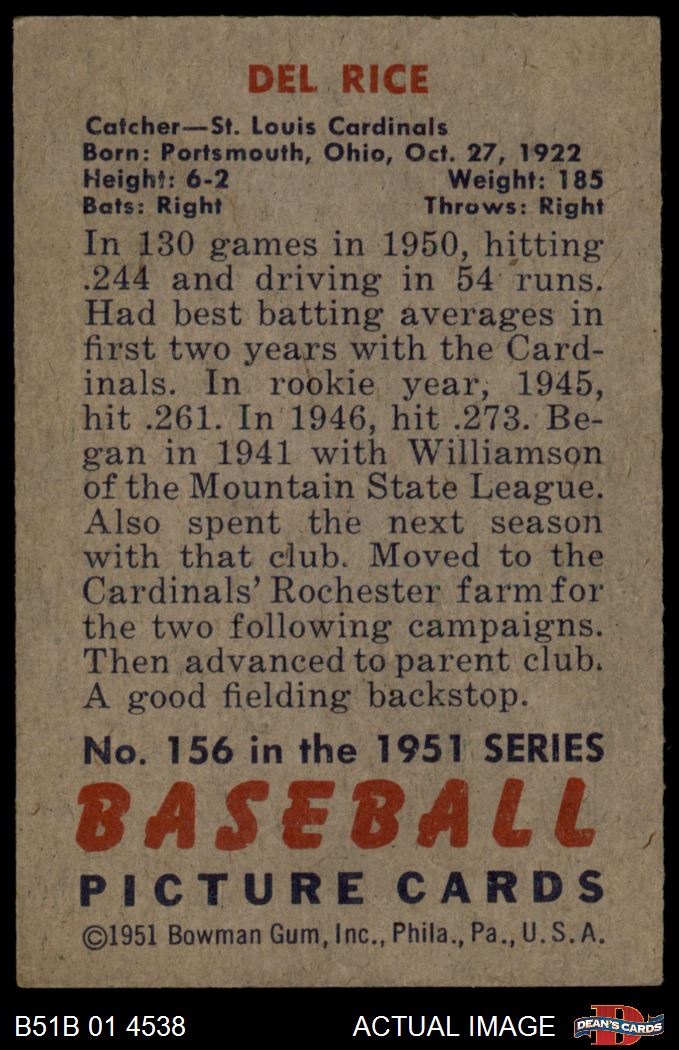 DEL RICE
Catcher—St. Louis Cardinals
Born: Portsmouth, Ohio, Oct. 27, 1922
Height: 6-2 Weight: 185
Bats: Right Throws: Right
In 130 games in 1950, hitting
.244 and driving in 54 runs.
Had best batting averages in
first two years with the Card-
inals. In rookie year, 1945,
hit .261. In 1946, hit .273. Be-
gan in 1941 with Williamson
of the Mountain State League.
Also spent the next season
with that club. Moved to the
Cardinals' Rochester farm for
the two following campaigns.
Then advanced to parent club.
A good fielding backstop.
No. 156 in the 1951 SERIES
BASEBALL
PICTURE CARDS
©1951 Bowman Gum, Inc., Phila., Pa., U.S.A.
B51B 01 4538 ACTUAL IMAGE DEAN'S CARDS